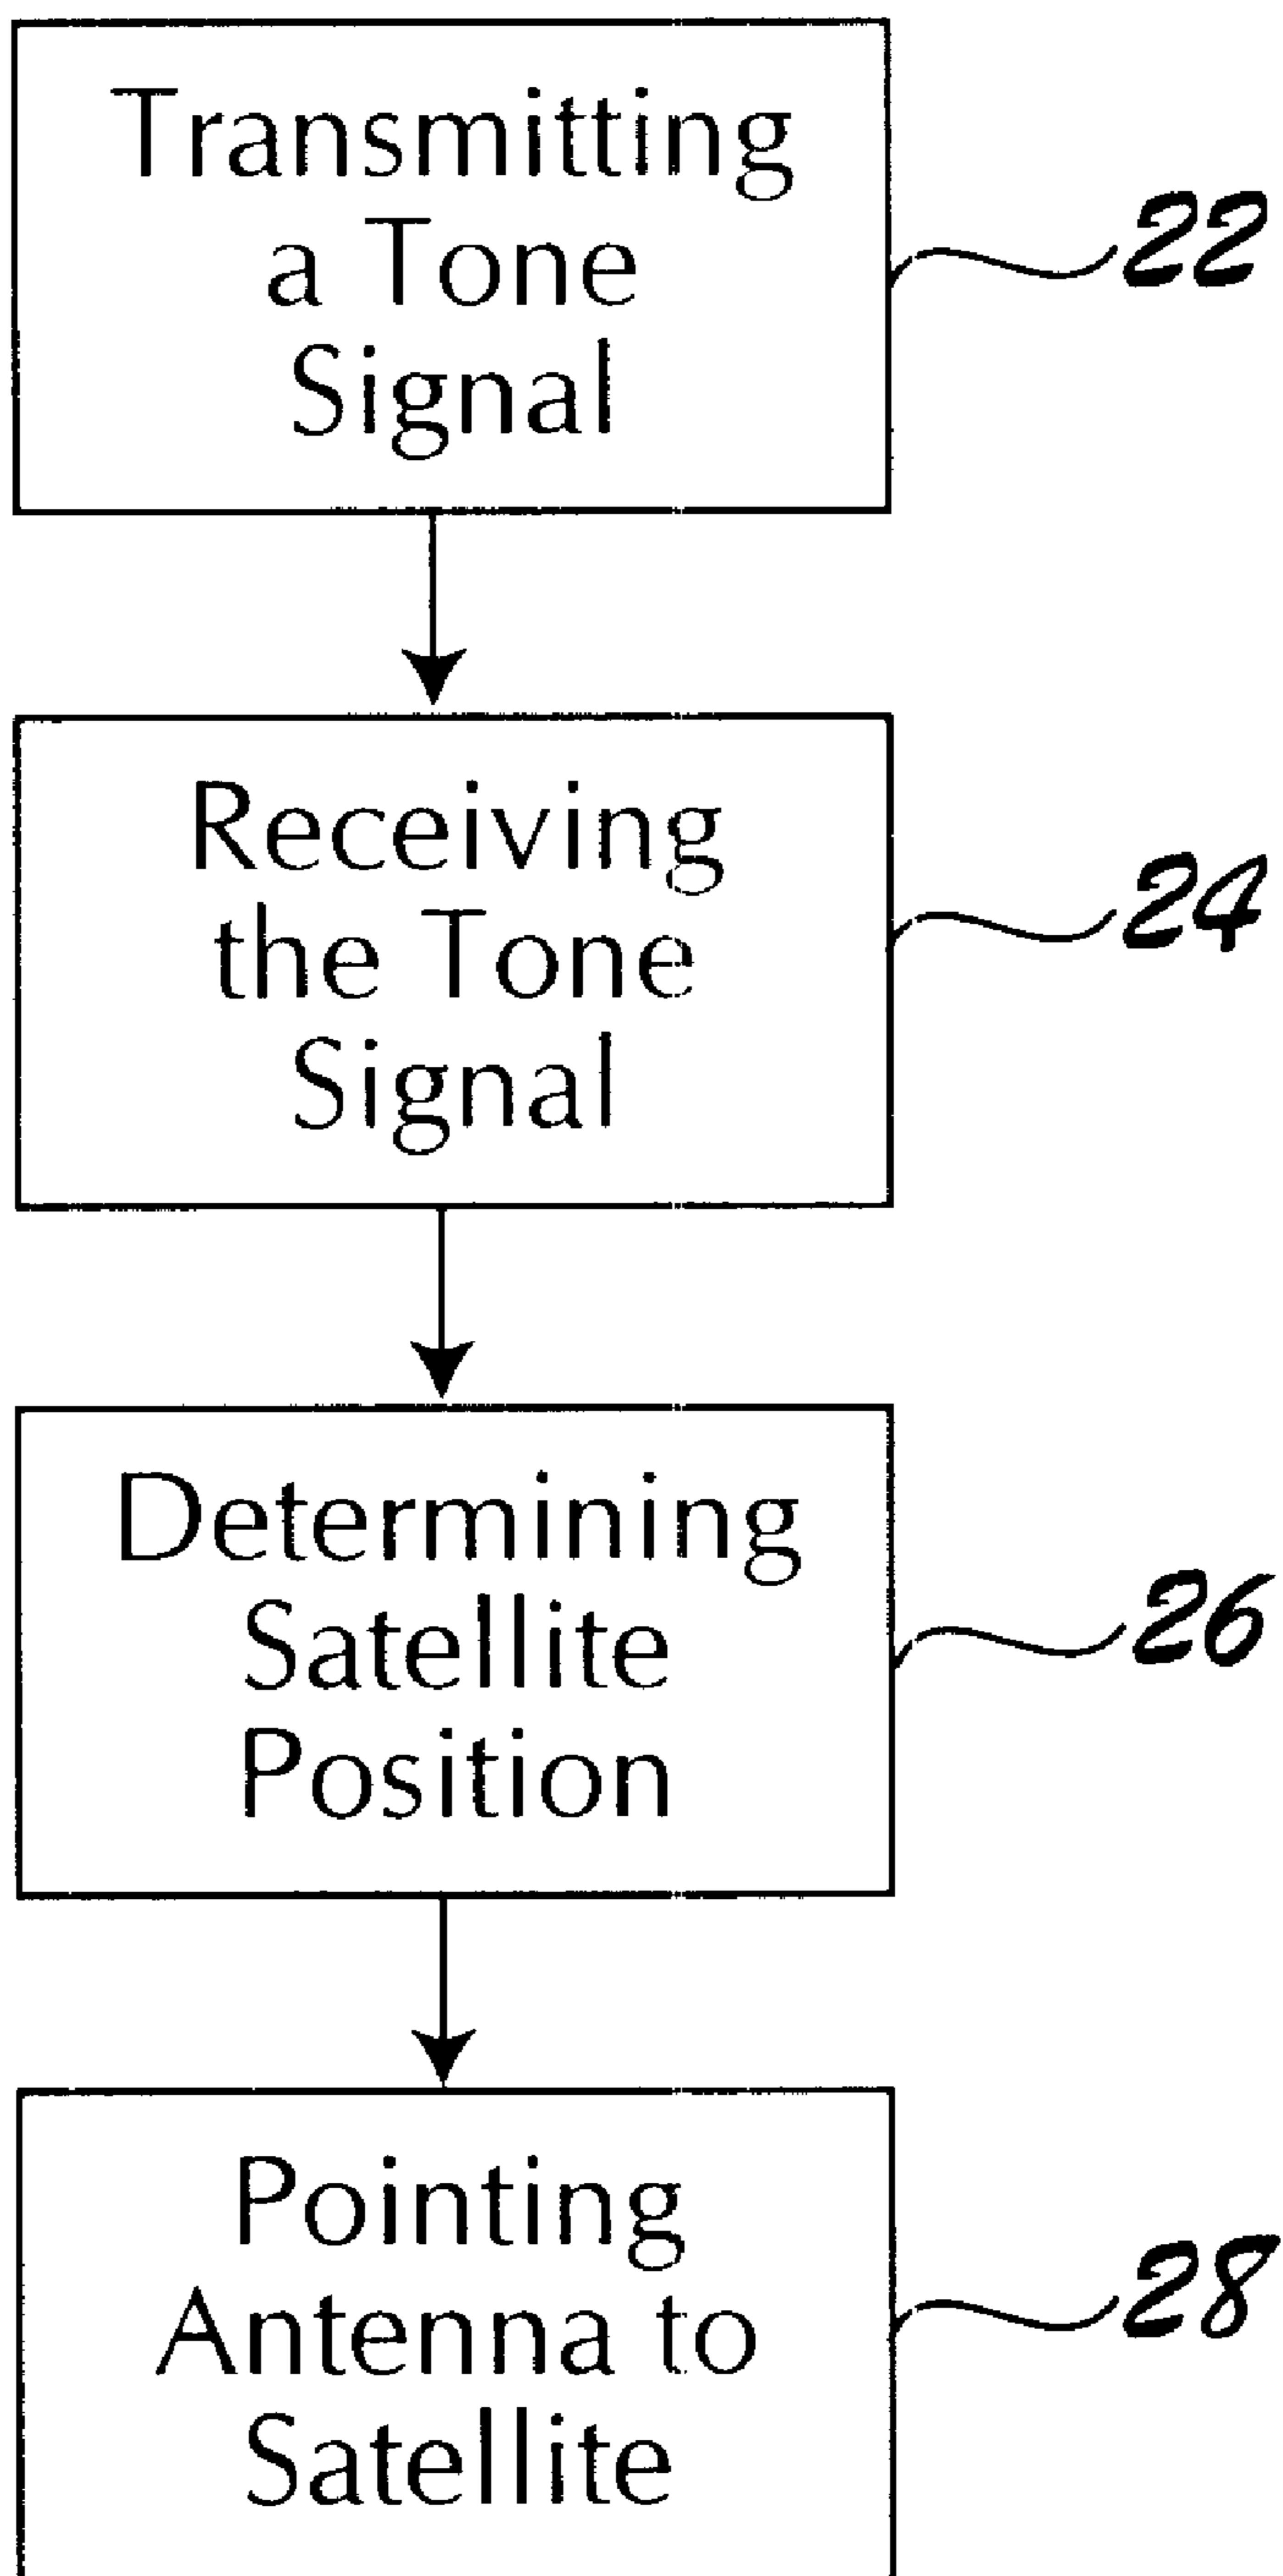 Transmitting
a Tone
Signal
22
Receiving
the Tone
Signal
24
Determining
Satellite
Position
26
Pointing
Antenna to
Satellite
28